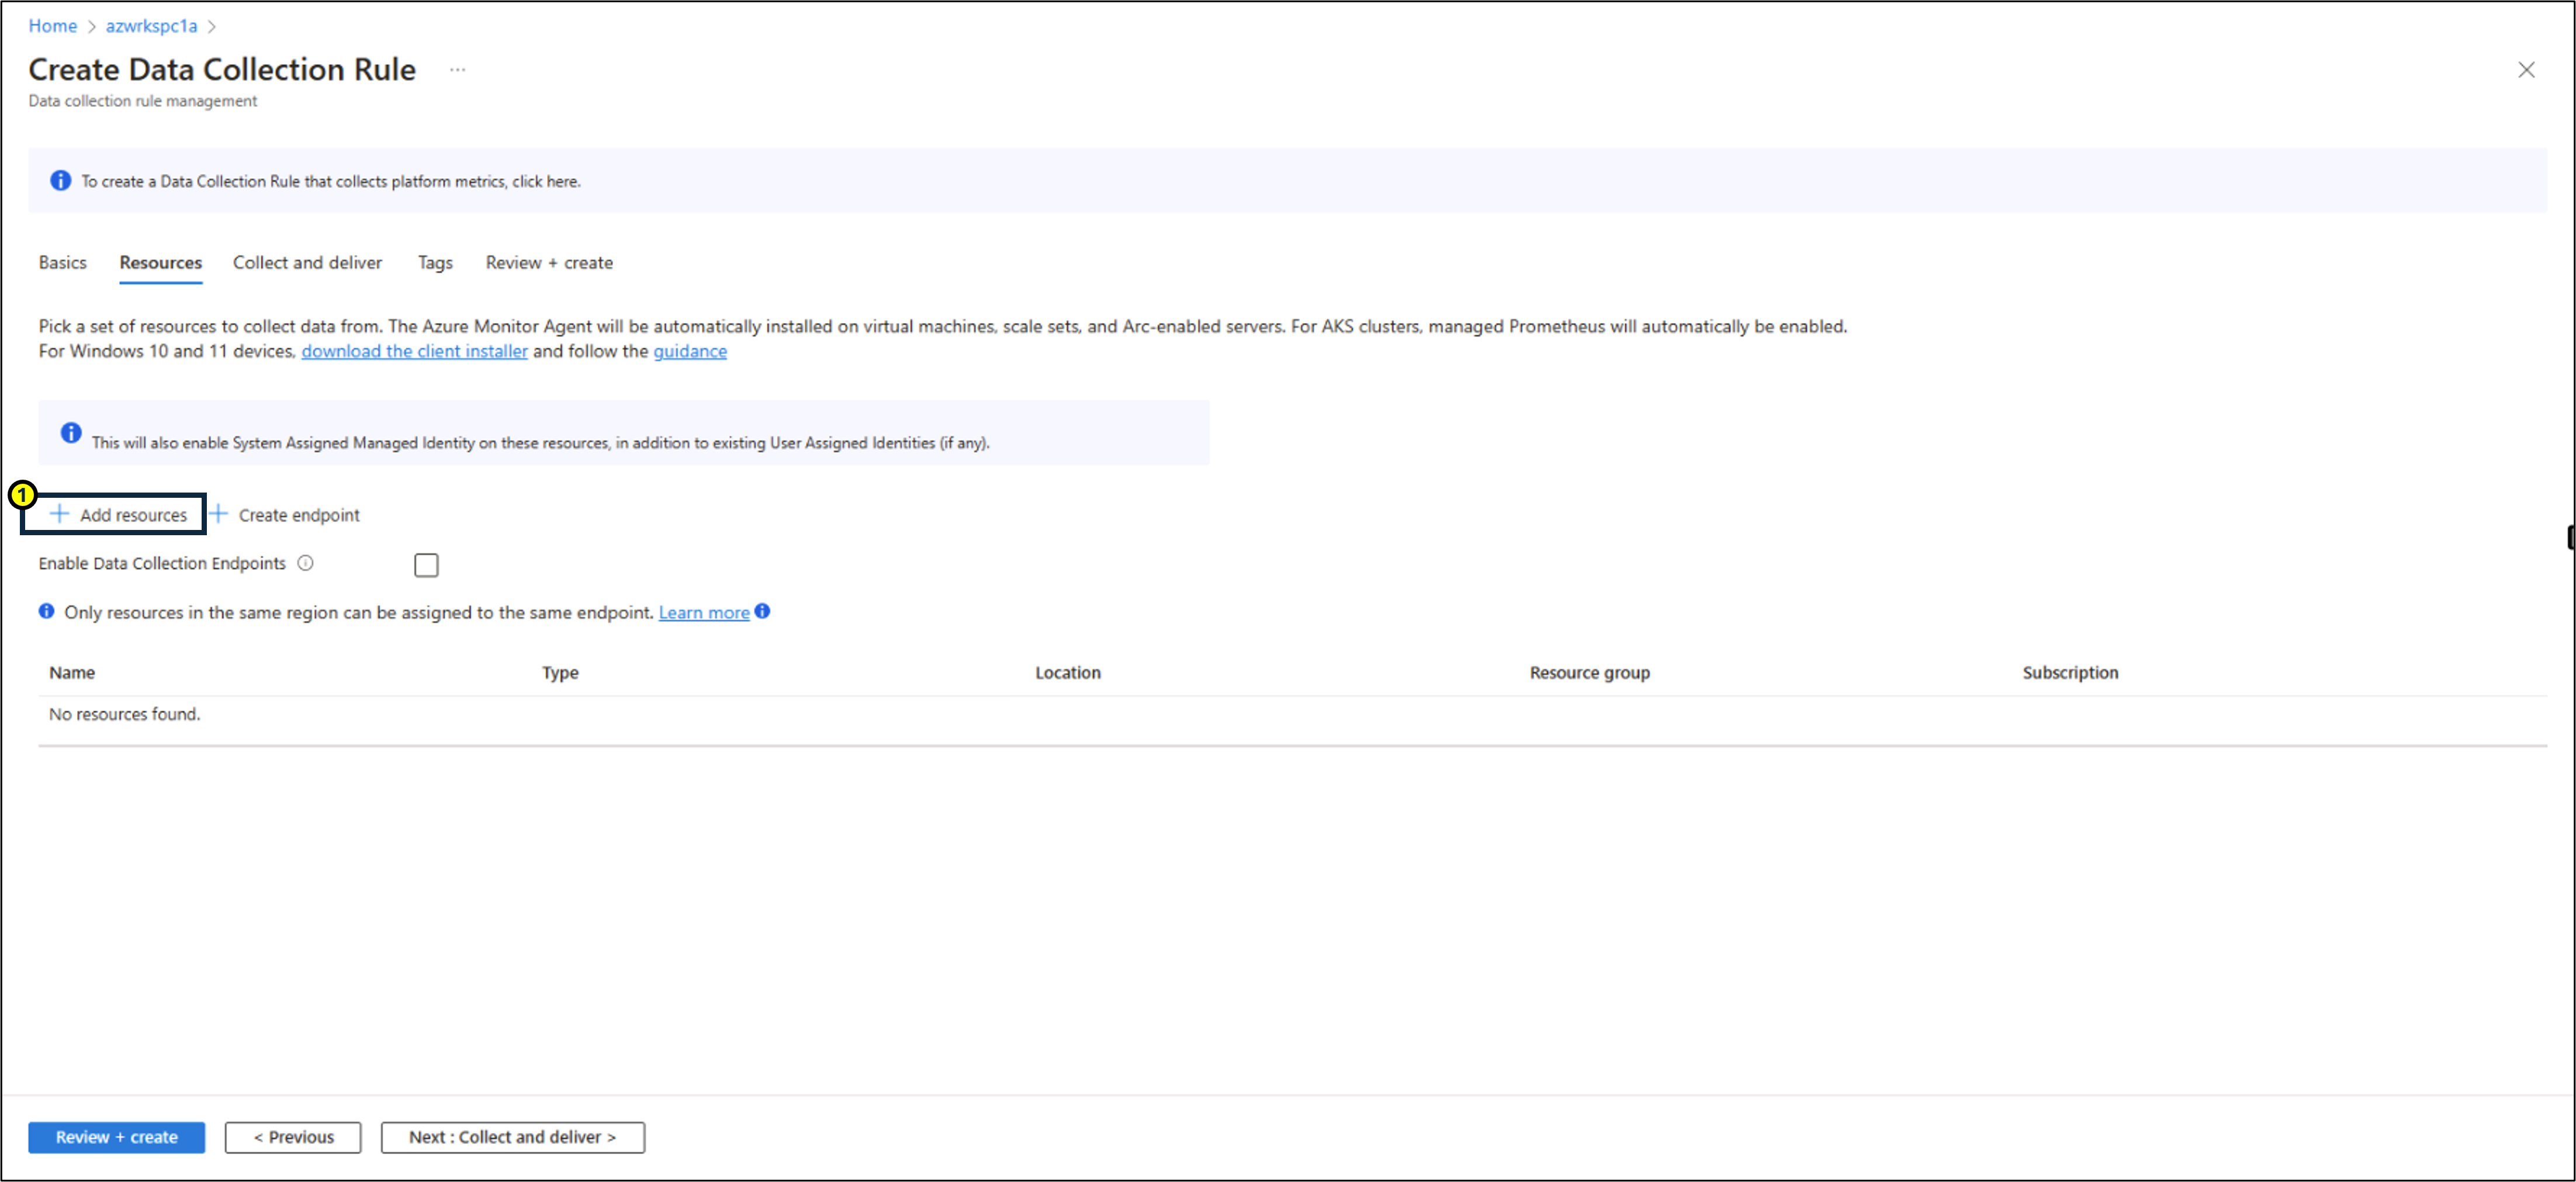 Home > azwrkspc1a >
Create Data Collection Rule ...
Data collection rule management
To create a Data Collection Rule that collects platform metrics, click here.
Basics Resources Collect and deliver Tags Review + create
Pick a set of resources to collect data from. The Azure Monitor Agent will be automatically installed on virtual machines, scale sets, and Arc-enabled servers. For AKS clusters, managed Prometheus will automatically be enabled.
For Windows 10 and 11 devices, download the client installer and follow the guidance
This will also enable System Assigned Managed Identity on these resources, in addition to existing User Assigned Identities (if any).
1
+ Add resources + Create endpoint
Enable Data Collection Endpoints
Only resources in the same region can be assigned to the same endpoint. Learn more
Name Type Location Resource group Subscription
No resources found.
Review + create < Previous Next : Collect and deliver >